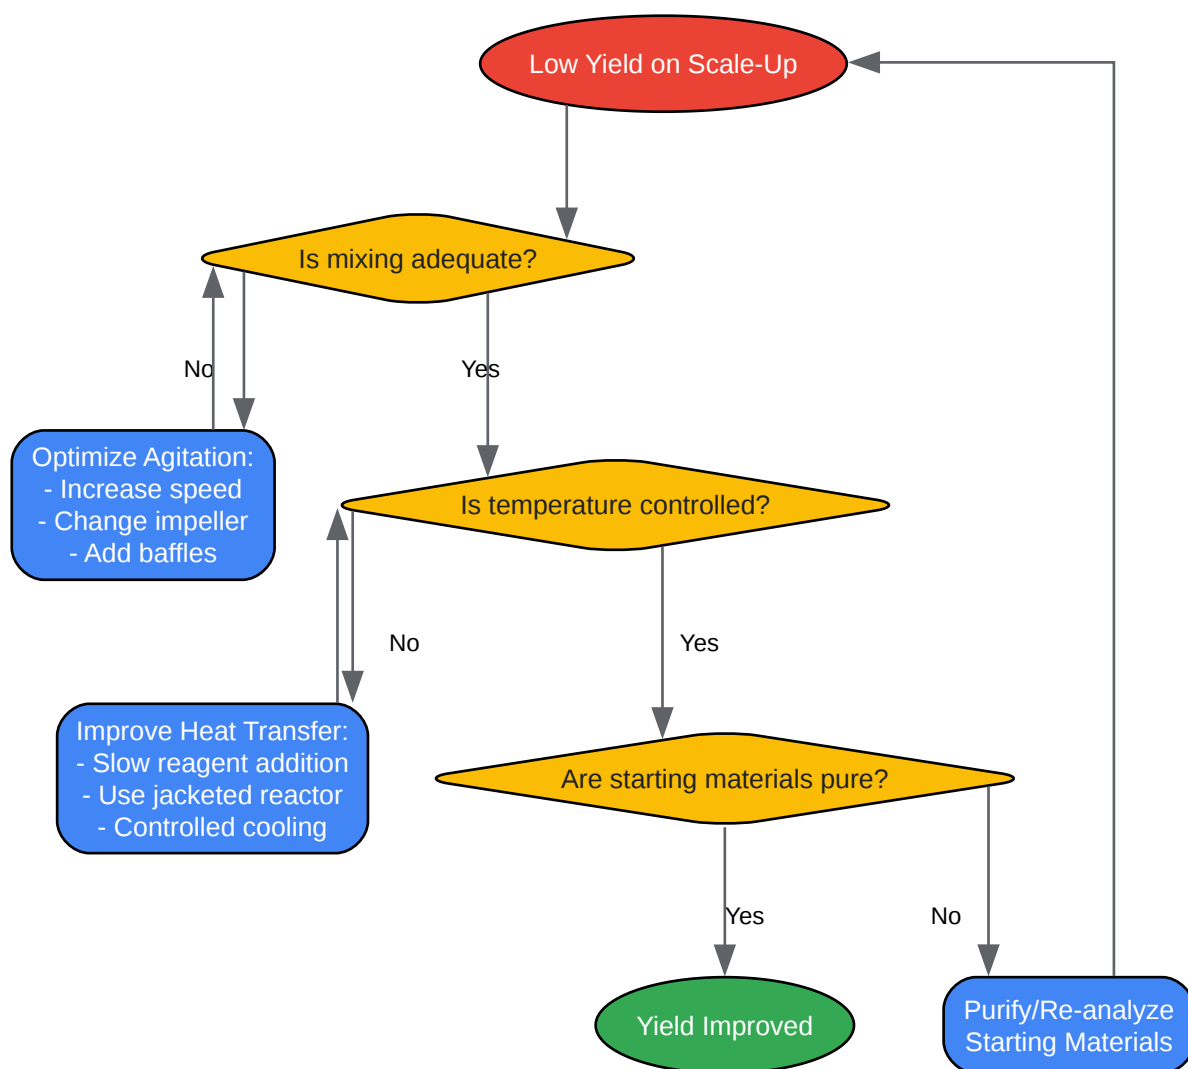 Low Yield on Scale-Up
Is mixing adequate?
No
Yes
Optimize Agitation:
- Increase speed
- Change impeller
- Add baffles
Is temperature controlled?
No
Yes
Improve Heat Transfer:
- Slow reagent addition
- Use jacketed reactor
- Controlled cooling
Are starting materials pure?
Yes
No
Yield Improved
Purify/Re-analyze
Starting Materials